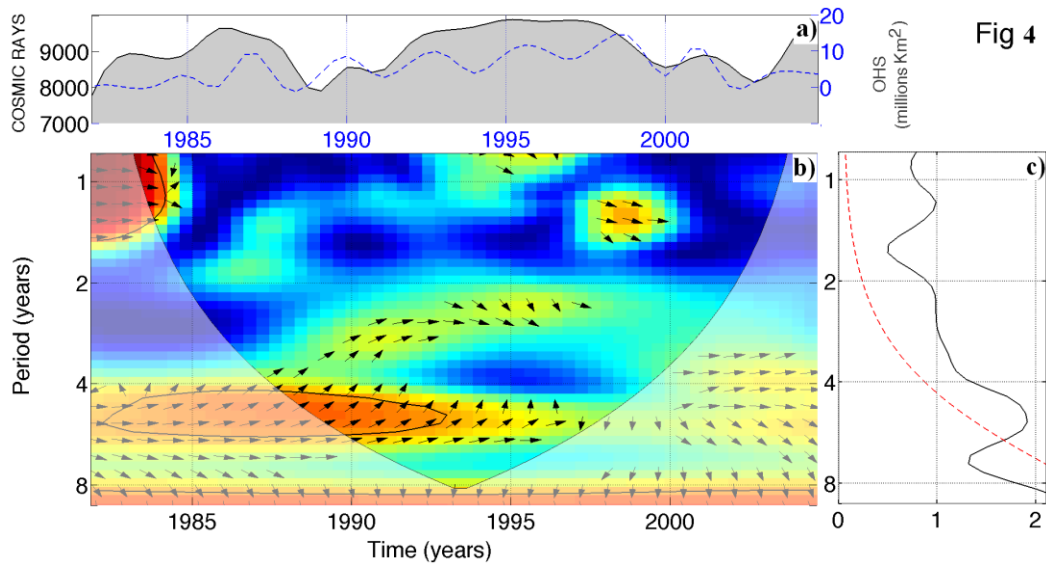 a)
Fig 4
COSMIC RAYS
9000
8000
7000
20
10
0
OHS
(millions Km²)
1985
1990
1995
2000
b)
Period (years)
1
2
4
8
1985
1990
1995
2000
Time (years)
c)
1
2
4
8
0
1
2